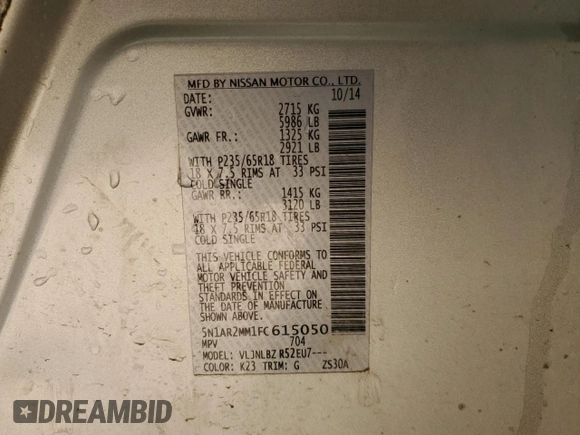 MFD BY NISSAN MOTOR CO., LTD.
DATE: 10/14
GVWR: 2715 KG
5986 LB
GAWR FR.: 1325 KG
2921 LB
WITH P235/65R18 TIRES
18 X 7.5 RIMS AT 33 PSI
COLD SINGLE
GAWR RR.: 1415 KG
3120 LB
WITH P235/65R18 TIRES
18 X 7.5 RIMS AT 33 PSI
COLD SINGLE
THIS VEHICLE CONFORMS TO
ALL APPLICABLE FEDERAL
MOTOR VEHICLE SAFETY AND
THEFT PREVENTION
STANDARDS IN EFFECT ON
THE DATE OF MANUFACTURE
SHOWN ABOVE.
5N1AR2MM1FC615050
MPV 704
MODEL: VLJNLBZ R52EU7---
COLOR: K23 TRIM: G ZS30A
DREAMBID